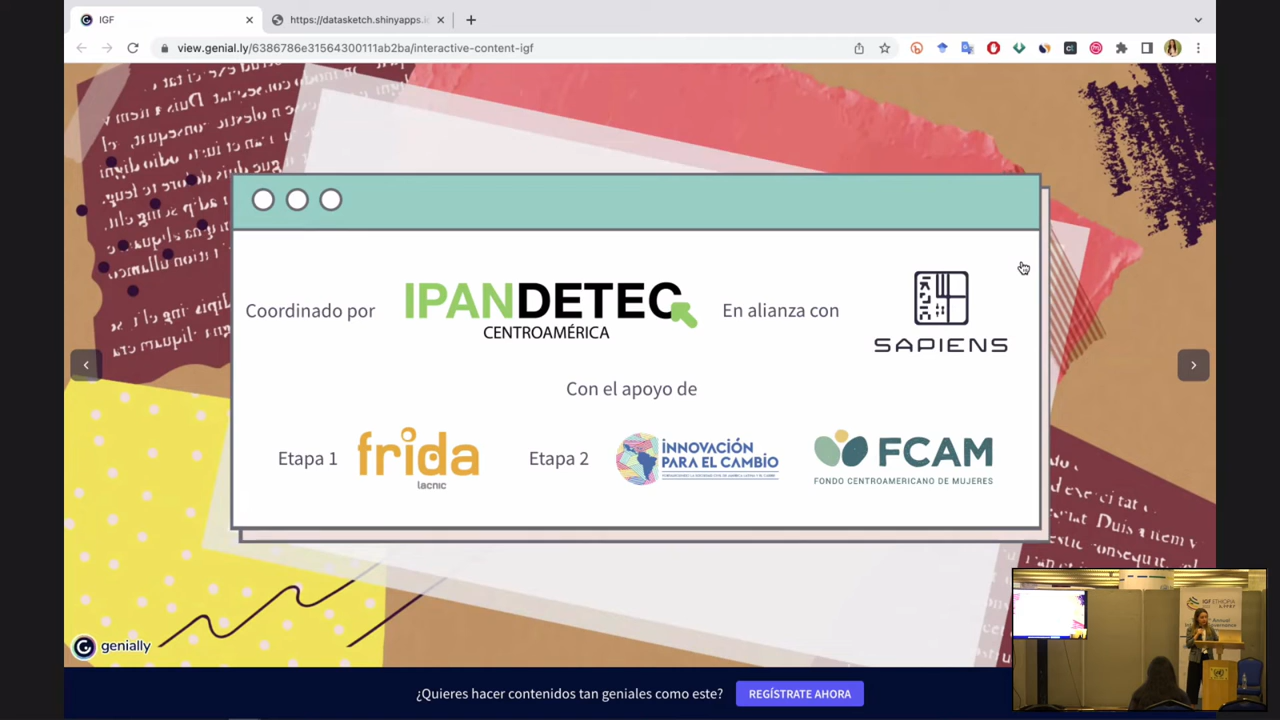 IGF
https://datasketch.shinyapps.i
view.genial.ly/6386786e31564300111ab2ba/interactive-content-igf
Coordinado por
IPANDETEC
CENTROAMÉRICA
En alianza con
SAPIENS
Con el apoyo de
Etapa 1
frida
lacnic
Etapa 2
iNNOVACIÓN
PARA EL CAMBIO
FCAM
FONDO CENTROAMERICANO DE MUJERES
genially
¿Quieres hacer contenidos tan geniales como este?
REGÍSTRATE AHORA
IGF ETHIOPIA